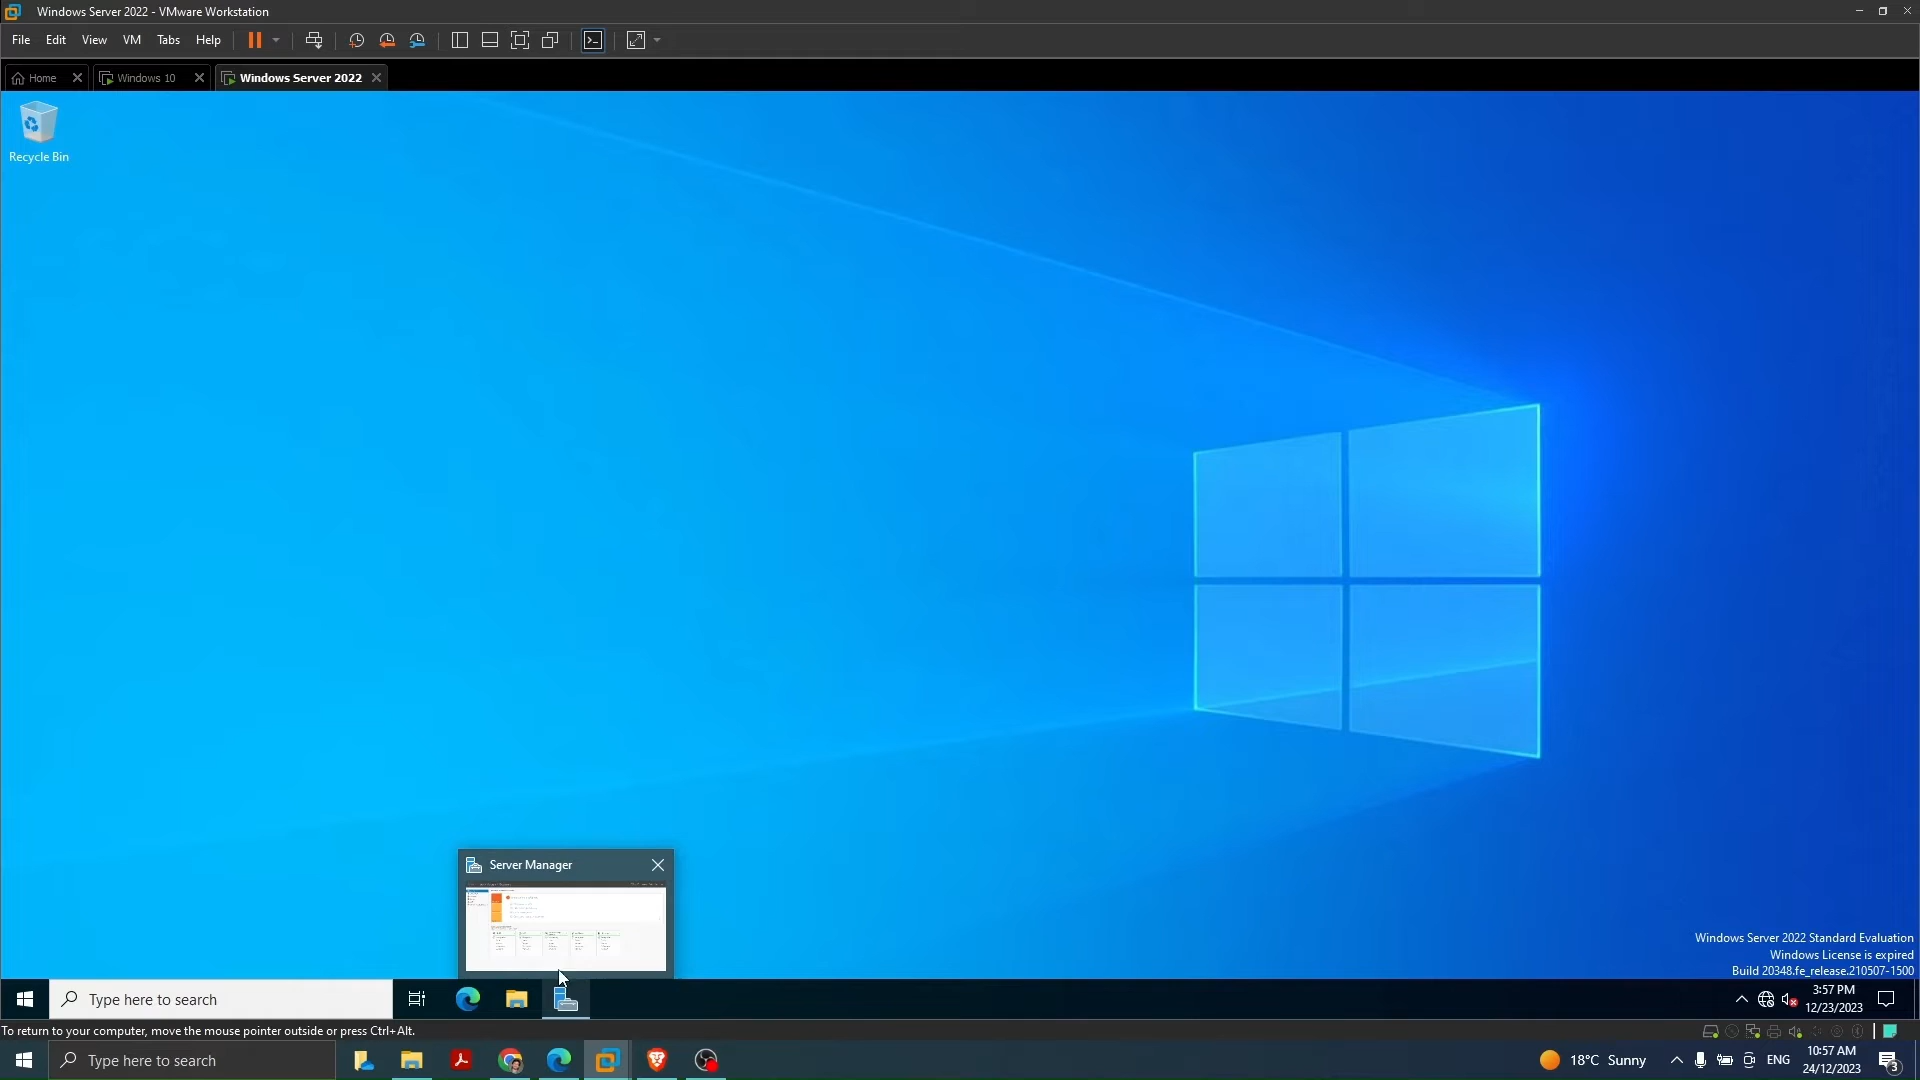 Windows Server 2022 - VMware Workstation
File Edit View VM Tabs Help
Home Windows 10 Windows Server 2022
Recycle Bin
Server Manager
Windows Server 2022 Standard Evaluation
Windows License is expired
Build 20348.fe_release.210507-1500
Type here to search
3:57 PM
12/23/2023
To return to your computer, move the mouse pointer outside or press Ctrl+Alt.
Type here to search
18°C Sunny
ENG
10:57 AM
24/12/2023
3